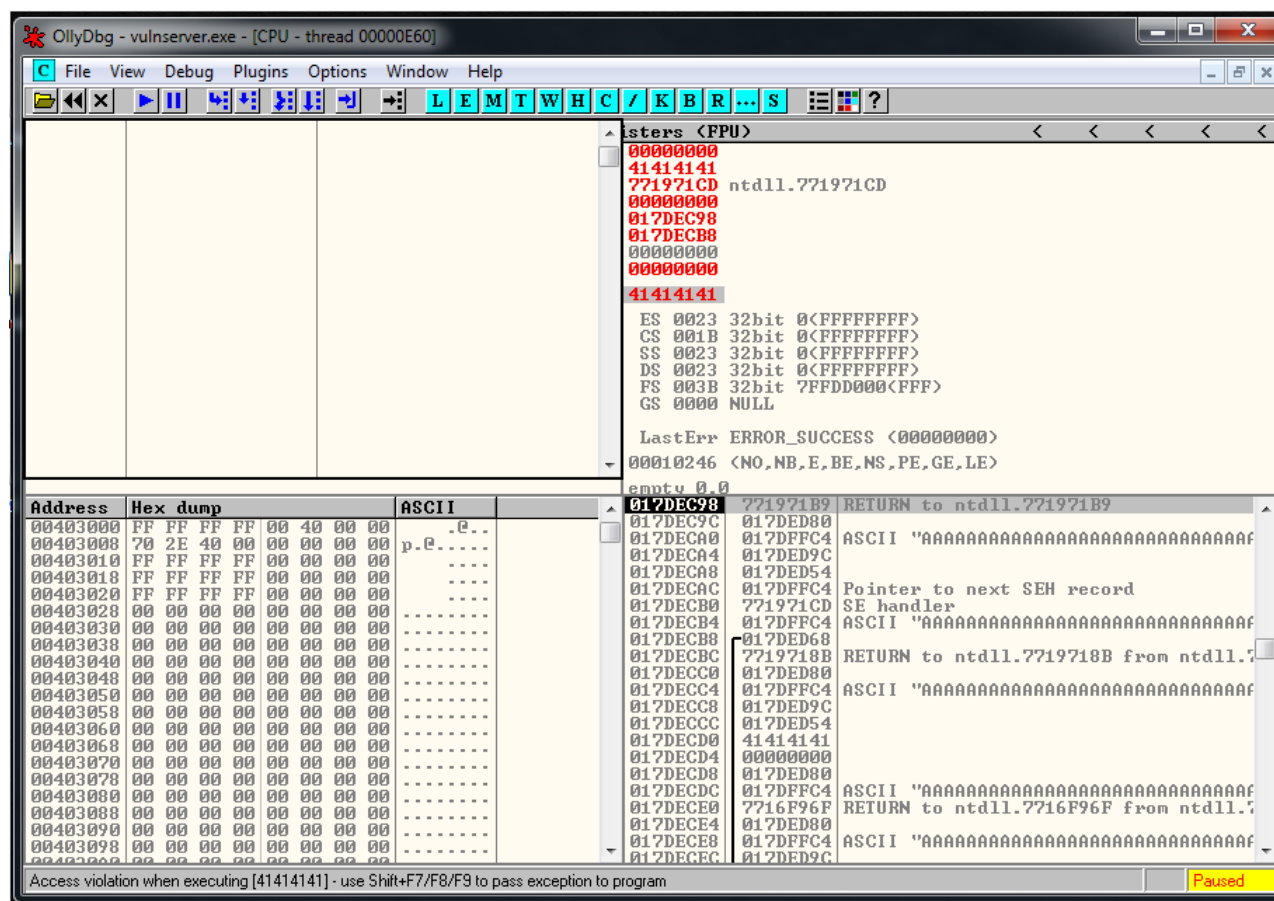 OllyDbg - vulnserver.exe - [CPU - thread 00000E60]
C File View Debug Plugins Options Window Help
L E M T W H C / K B R ... S ?
isters (FPU) < < < < <
00000000
41414141
771971CD ntdll.771971CD
00000000
017DEC98
017DECB8
00000000
00000000
41414141
ES 0023 32bit 0(FFFFFFFF)
CS 001B 32bit 0(FFFFFFFF)
SS 0023 32bit 0(FFFFFFFF)
DS 0023 32bit 0(FFFFFFFF)
FS 003B 32bit 7FFDD000(FFF)
GS 0000 NULL
LastErr ERROR_SUCCESS (00000000)
00010246 (NO,NB,E,BE,NS,PE,GE,LE)
empty 0.0
Address Hex dump ASCII
00403000 FF FF FF FF 00 40 00 00 .@..
00403008 70 2E 40 00 00 00 00 00 p.@.....
00403010 FF FF FF FF 00 00 00 00 ....
00403018 FF FF FF FF 00 00 00 00 ....
00403020 FF FF FF FF 00 00 00 00 ....
00403028 00 00 00 00 00 00 00 00 ........
00403030 00 00 00 00 00 00 00 00 ........
00403038 00 00 00 00 00 00 00 00 ........
00403040 00 00 00 00 00 00 00 00 ........
00403048 00 00 00 00 00 00 00 00 ........
00403050 00 00 00 00 00 00 00 00 ........
00403058 00 00 00 00 00 00 00 00 ........
00403060 00 00 00 00 00 00 00 00 ........
00403068 00 00 00 00 00 00 00 00 ........
00403070 00 00 00 00 00 00 00 00 ........
00403078 00 00 00 00 00 00 00 00 ........
00403080 00 00 00 00 00 00 00 00 ........
00403088 00 00 00 00 00 00 00 00 ........
00403090 00 00 00 00 00 00 00 00 ........
00403098 00 00 00 00 00 00 00 00 ........
017DEC98 771971B9 RETURN to ntdll.771971B9
017DEC9C 017DED80
017DECA0 017DFFC4 ASCII "AAAAAAAAAAAAAAAAAAAAAAAAAAAAAA
017DECA4 017DED9C
017DECA8 017DED54
017DECAC 017DFFC4 Pointer to next SEH record
017DECB0 771971CD SE handler
017DECB4 017DFFC4 ASCII "AAAAAAAAAAAAAAAAAAAAAAAAAAAAAA
017DECB8 017DED68
017DECBC 7719718B RETURN to ntdll.7719718B from ntdll.7
017DECC0 017DED80
017DECC4 017DFFC4 ASCII "AAAAAAAAAAAAAAAAAAAAAAAAAAAAAA
017DECC8 017DED9C
017DECCC 017DED54
017DECD0 41414141
017DECD4 00000000
017DECD8 017DED80
017DECDC 017DFFC4 ASCII "AAAAAAAAAAAAAAAAAAAAAAAAAAAAAA
017DECE0 7716F96F RETURN to ntdll.7716F96F from ntdll.7
017DECE4 017DED80
017DECE8 017DFFC4 ASCII "AAAAAAAAAAAAAAAAAAAAAAAAAAAAAA
017DECEC 017DED9C
Access violation when executing [41414141] - use Shift+F7/F8/F9 to pass exception to program Paused